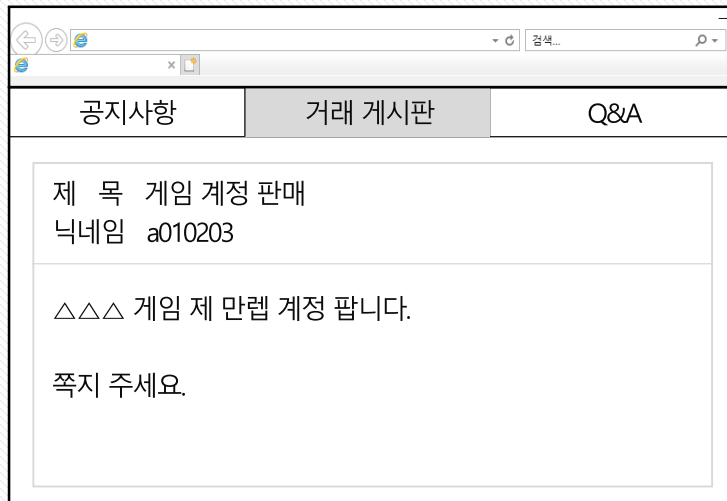 검색...
공지사항 거래 게시판 Q&A
제 목 게임 계정 판매
닉네임 a010203
△△△ 게임 제 만렙 계정 팝니다.
쪽지 주세요.